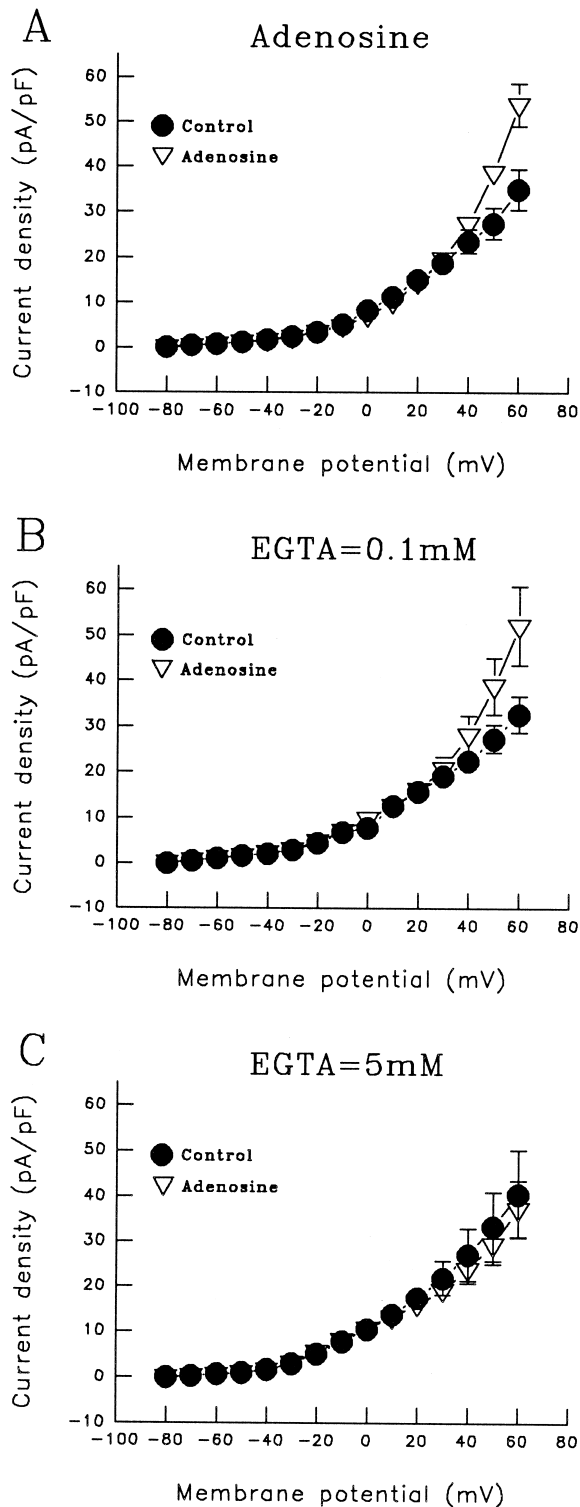 A
Adenosine
Current density (pA/pF)
60
50
40
30
20
10
0
-10
Control
Adenosine
-100 -80 -60 -40 -20 0 20 40 60 80
Membrane potential (mV)
B
EGTA=0.1mM
Current density (pA/pF)
60
50
40
30
20
10
0
-10
Control
Adenosine
-100 -80 -60 -40 -20 0 20 40 60 80
Membrane potential (mV)
C
EGTA=5mM
Current density (pA/pF)
60
50
40
30
20
10
0
-10
Control
Adenosine
-100 -80 -60 -40 -20 0 20 40 60 80
Membrane potential (mV)